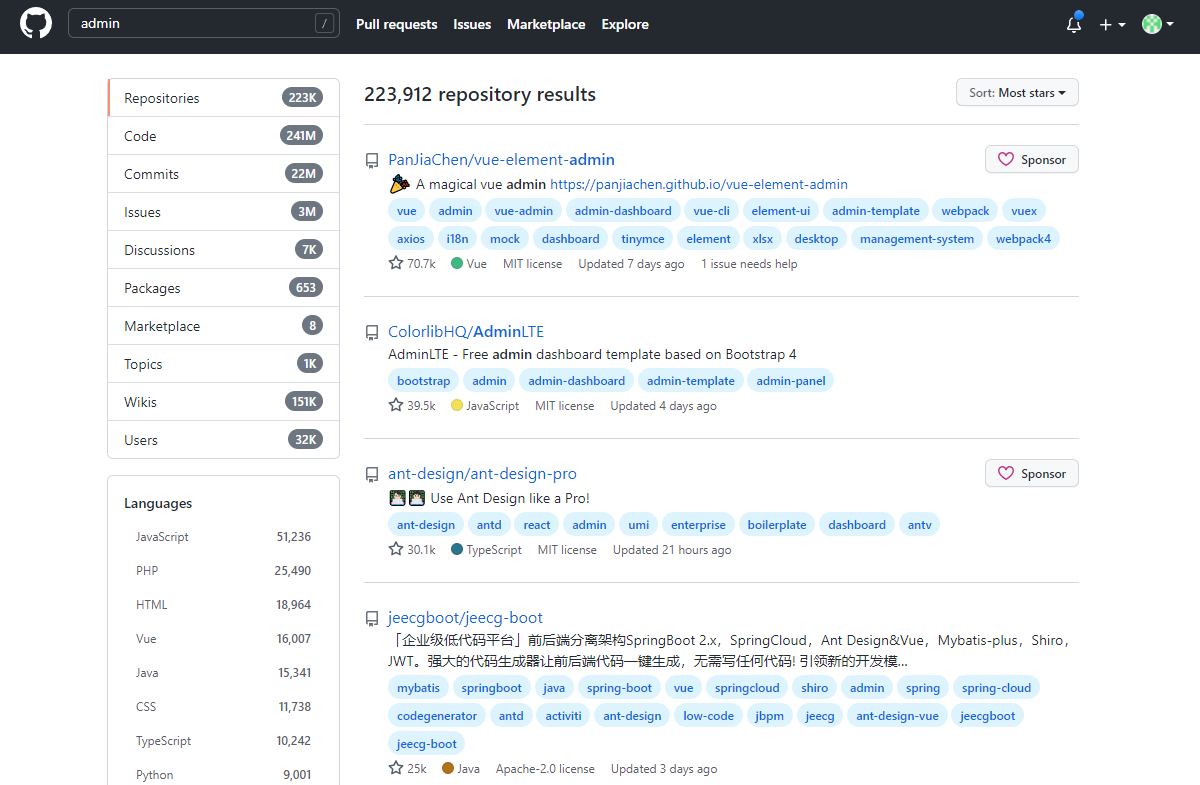 admin / Pull requests Issues Marketplace Explore
Repositories 223K
Code 241M
Commits 22M
Issues 3M
Discussions 7K
Packages 653
Marketplace 8
Topics 1K
Wikis 151K
Users 32K
Languages
JavaScript 51,236
PHP 25,490
HTML 18,964
Vue 16,007
Java 15,341
CSS 11,738
TypeScript 10,242
Python 9,001
223,912 repository results
Sort: Most stars
PanJiaChen/vue-element-admin
Sponsor
A magical vue admin https://panjiachen.github.io/vue-element-admin
vue admin vue-admin admin-dashboard vue-cli element-ui admin-template webpack vuex
axios i18n mock dashboard tinymce element xlsx desktop management-system webpack4
70.7k Vue MIT license Updated 7 days ago 1 issue needs help
ColorlibHQ/AdminLTE
AdminLTE - Free admin dashboard template based on Bootstrap 4
bootstrap admin admin-dashboard admin-template admin-panel
39.5k JavaScript MIT license Updated 4 days ago
ant-design/ant-design-pro
Sponsor
Use Ant Design like a Pro!
ant-design antd react admin umi enterprise boilerplate dashboard antv
30.1k TypeScript MIT license Updated 21 hours ago
jeecgboot/jeecg-boot
「企业级低代码平台」前后端分离架构SpringBoot 2.x，SpringCloud，Ant Design&Vue，Mybatis-plus，Shiro，
JWT。强大的代码生成器让前后端代码一键生成，无需写任何代码! 引领新的开发模...
mybatis springboot java spring-boot vue springcloud shiro admin spring spring-cloud
codegenerator antd activiti ant-design low-code jbpm jeecg ant-design-vue jeecgboot
jeecg-boot
25k Java Apache-2.0 license Updated 3 days ago